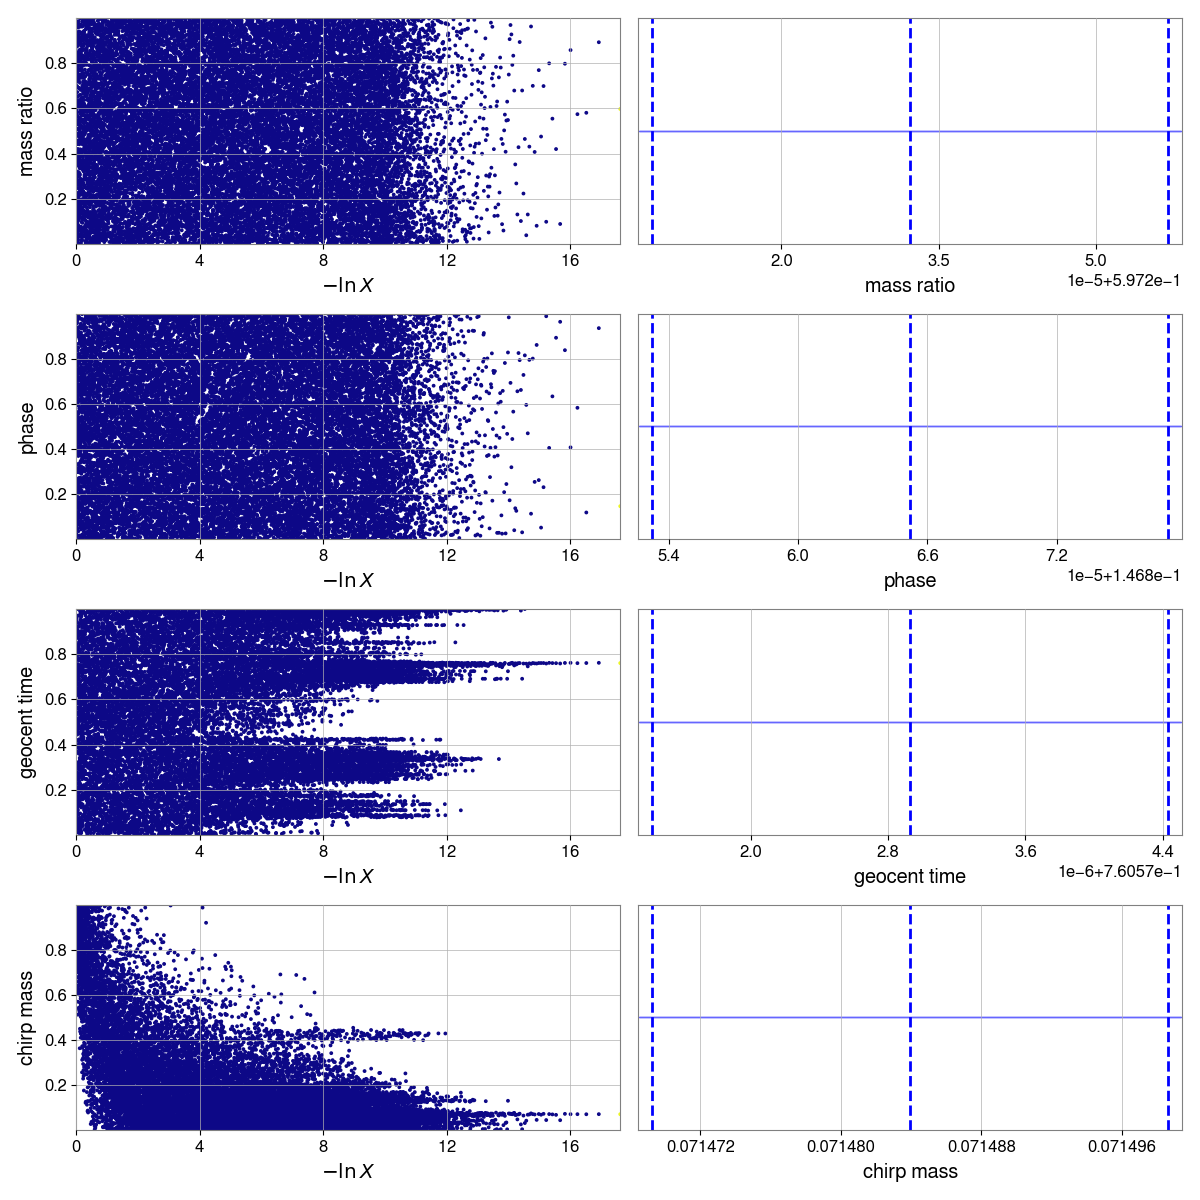 mass ratio
0.8
0.6
0.4
0.2
0 4 8 12 16
−ln X
2.0 3.5 5.0
1e−5+5.972e−1
mass ratio
phase
0.8
0.6
0.4
0.2
0 4 8 12 16
−ln X
5.4 6.0 6.6 7.2
1e−5+1.468e−1
phase
geocent time
0.8
0.6
0.4
0.2
0 4 8 12 16
−ln X
2.0 2.8 3.6 4.4
1e−6+7.6057e−1
geocent time
chirp mass
0.8
0.6
0.4
0.2
0 4 8 12 16
−ln X
0.071472 0.071480 0.071488 0.071496
chirp mass